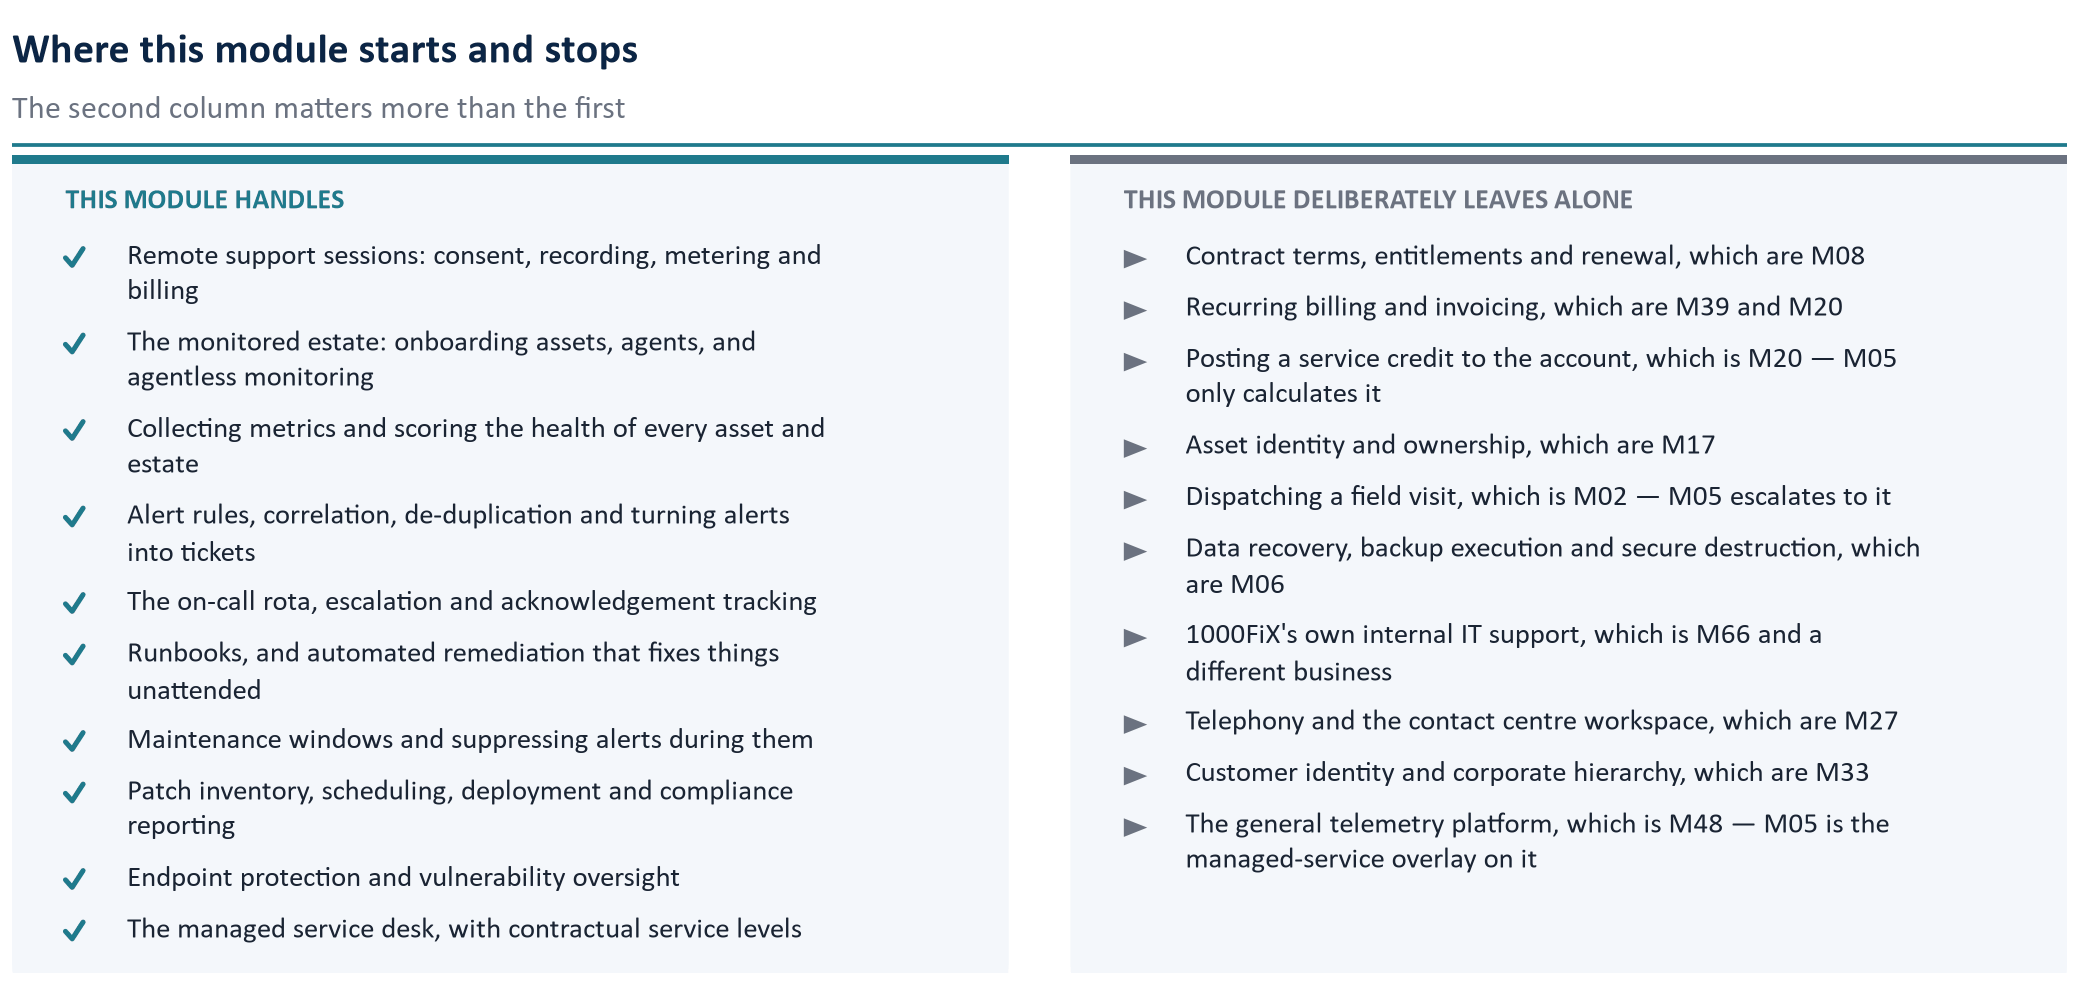 Where this module starts and stops
The second column matters more than the first
THIS MODULE HANDLES
Remote support sessions: consent, recording, metering and
billing
The monitored estate: onboarding assets, agents, and
agentless monitoring
Collecting metrics and scoring the health of every asset and
estate
Alert rules, correlation, de-duplication and turning alerts
into tickets
The on-call rota, escalation and acknowledgement tracking
Runbooks, and automated remediation that fixes things
unattended
Maintenance windows and suppressing alerts during them
Patch inventory, scheduling, deployment and compliance
reporting
Endpoint protection and vulnerability oversight
The managed service desk, with contractual service levels
THIS MODULE DELIBERATELY LEAVES ALONE
Contract terms, entitlements and renewal, which are M08
Recurring billing and invoicing, which are M39 and M20
Posting a service credit to the account, which is M20 — M05
only calculates it
Asset identity and ownership, which are M17
Dispatching a field visit, which is M02 — M05 escalates to it
Data recovery, backup execution and secure destruction, which
are M06
1000FiX's own internal IT support, which is M66 and a
different business
Telephony and the contact centre workspace, which are M27
Customer identity and corporate hierarchy, which are M33
The general telemetry platform, which is M48 — M05 is the
managed-service overlay on it